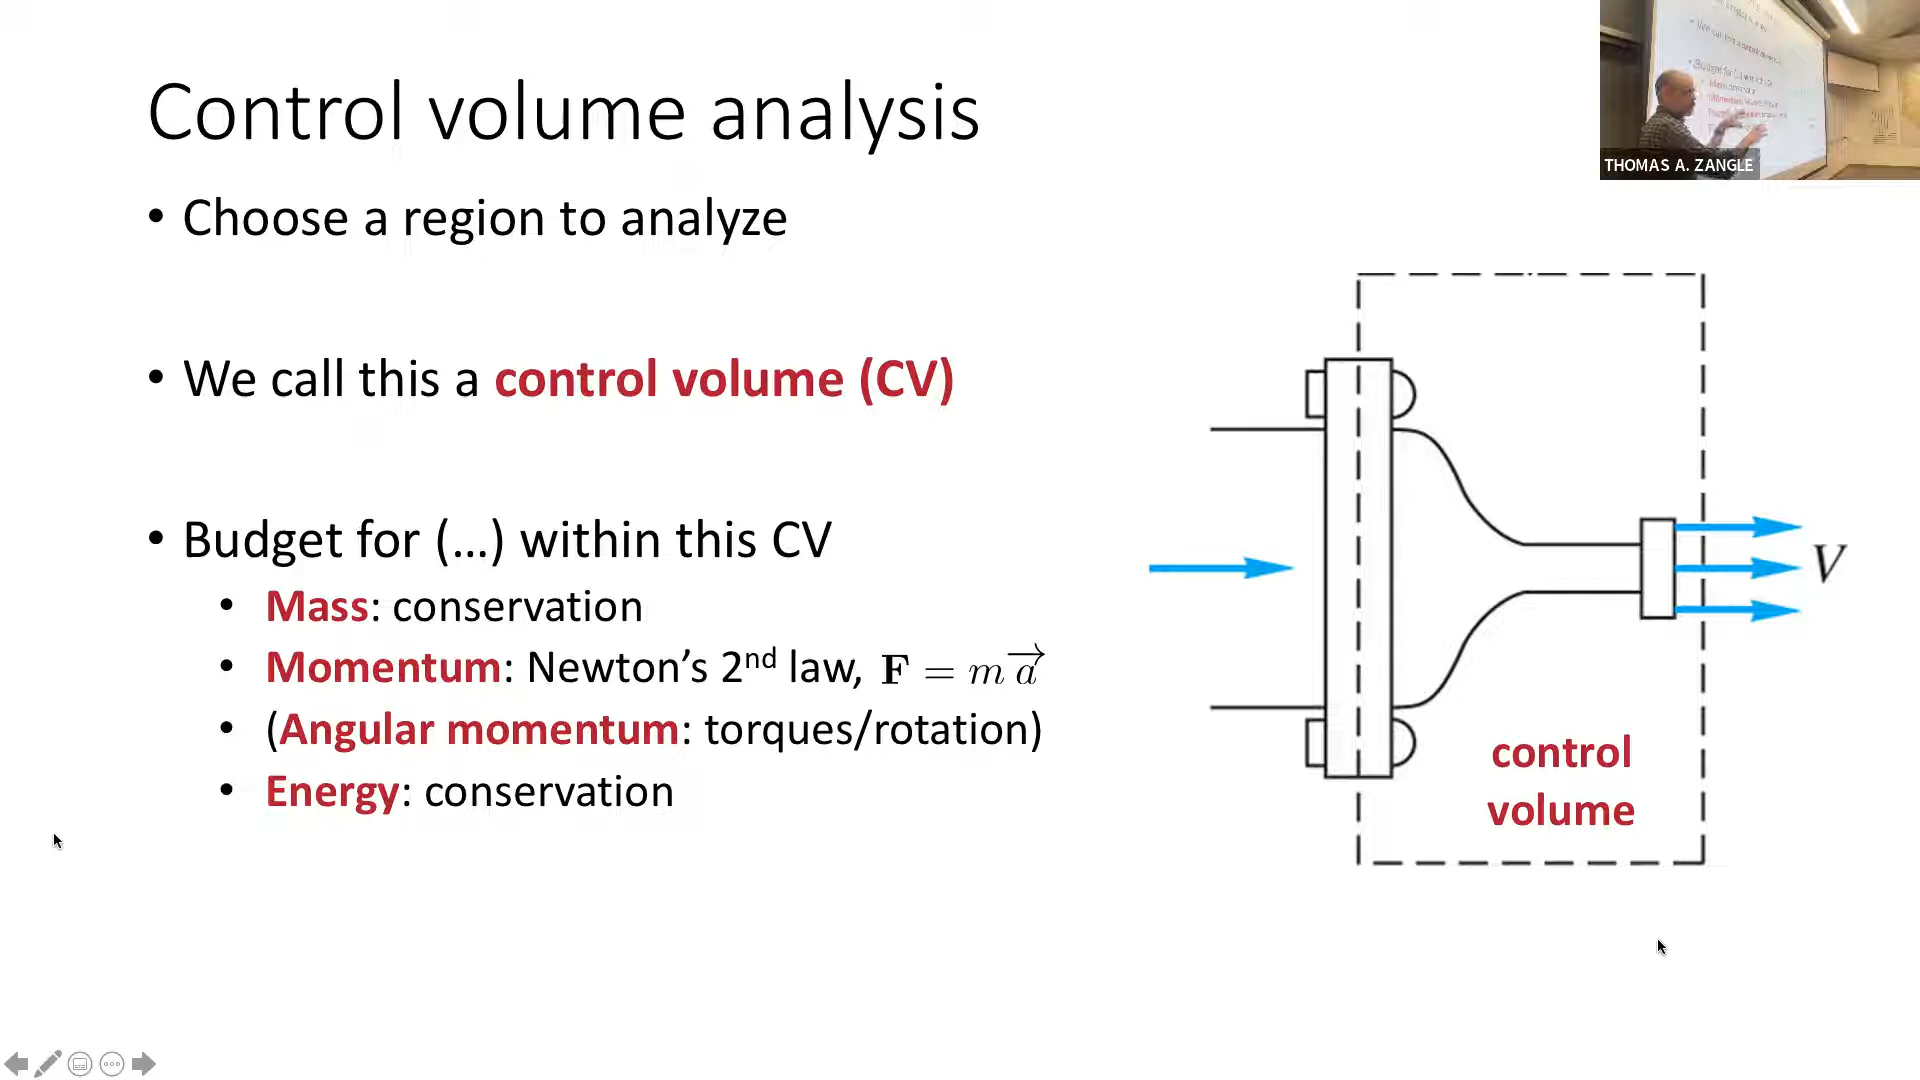 Control volume analysis
• Choose a region to analyze
• We call this a control volume (CV)
• Budget for (...) within this CV
• Mass: conservation
• Momentum: Newton’s 2nd law, F = m a⃗
• (Angular momentum: torques/rotation)
• Energy: conservation
V
control
volume
THOMAS A. ZANGLE